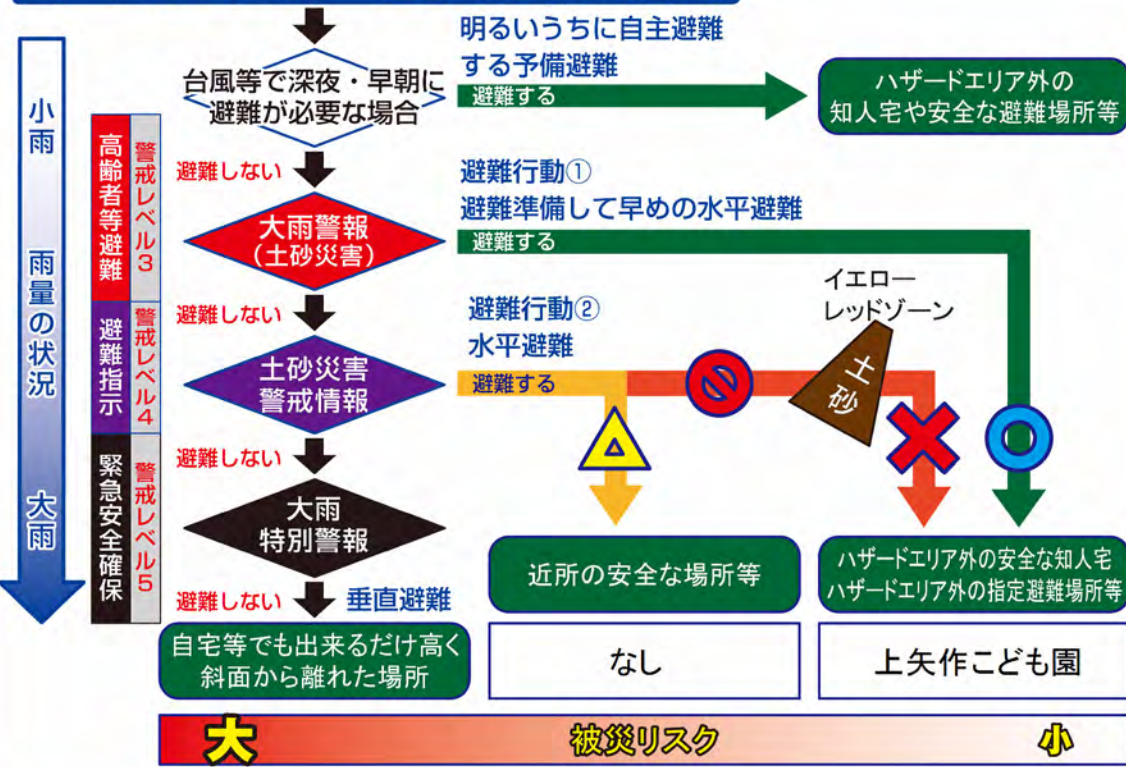 明るいうちに自主避難
する予備避難
台風等で深夜・早朝に
避難が必要な場合
避難する
ハザードエリア外の
知人宅や安全な避難場所等
小雨 雨量の状況 大雨
高齢者等避難
警戒レベル3
避難しない
避難行動①
避難準備して早めの水平避難
大雨警報
(土砂災害)
避難する
イエロー
レッドゾーン
避難指示
警戒レベル4
避難しない
避難行動②
水平避難
土砂災害
警戒情報
避難する
土砂
緊急安全確保
警戒レベル5
避難しない
大雨
特別警報
近所の安全な場所等
ハザードエリア外の安全な知人宅
ハザードエリア外の指定避難場所等
避難しない
垂直避難
自宅等でも出来るだけ高く
斜面から離れた場所
なし
上矢作こども園
大 被災リスク 小